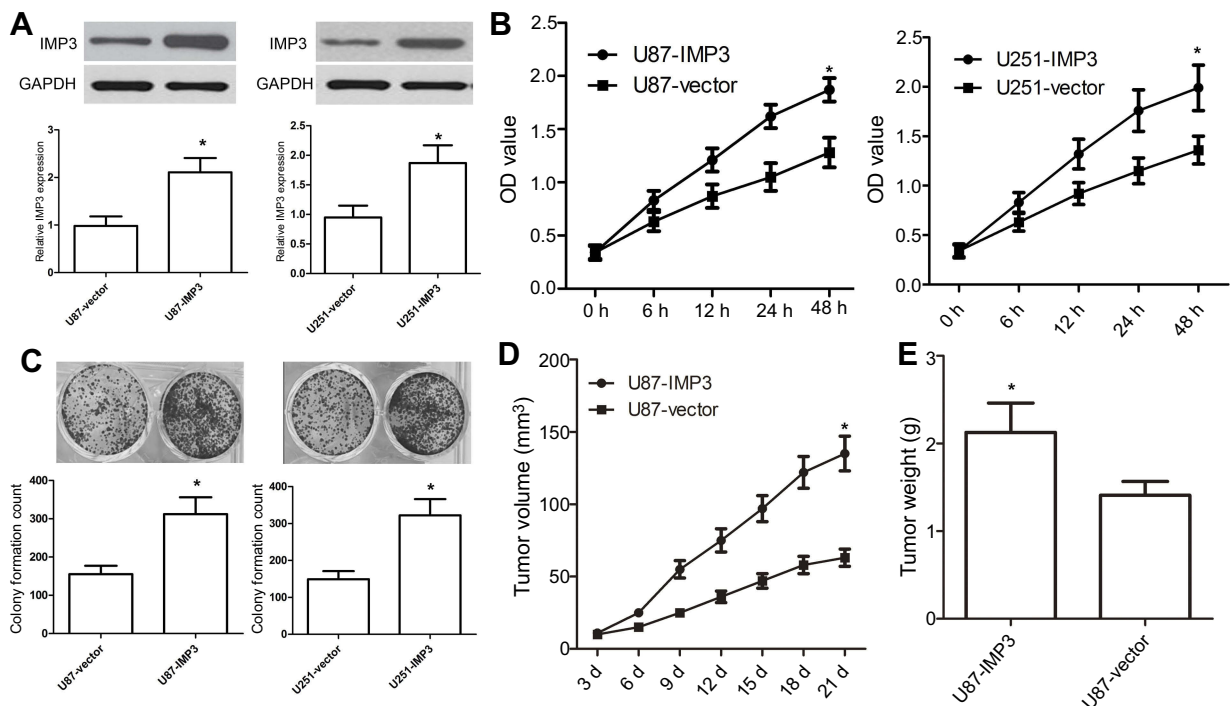 A
IMP3
GAPDH
IMP3
GAPDH
Relative IMP3 expression
3
2
1
0
U87-vector
U87-IMP3
*
Relative IMP3 expression
2.5
2.0
1.5
1.0
0.5
0.0
U251-vector
U251-IMP3
*
B
OD value
2.5
2.0
1.5
1.0
0.5
0.0
U87-IMP3
U87-vector
*
0 h
6 h
12 h
24 h
48 h
OD value
2.5
2.0
1.5
1.0
0.5
0.0
U251-IMP3
U251-vector
*
0 h
6 h
12 h
24 h
48 h
C
Colony formation count
400
300
200
100
0
*
U87-vector
U87-IMP3
Colony formation count
400
300
200
100
0
*
U251-vector
U251-IMP3
D
Tumor volume (mm³)
200
150
100
50
0
U87-IMP3
U87-vector
*
3 d
6 d
9 d
12 d
15 d
18 d
21 d
E
Tumor weight (g)
3
2
1
0
*
U87-IMP3
U87-vector